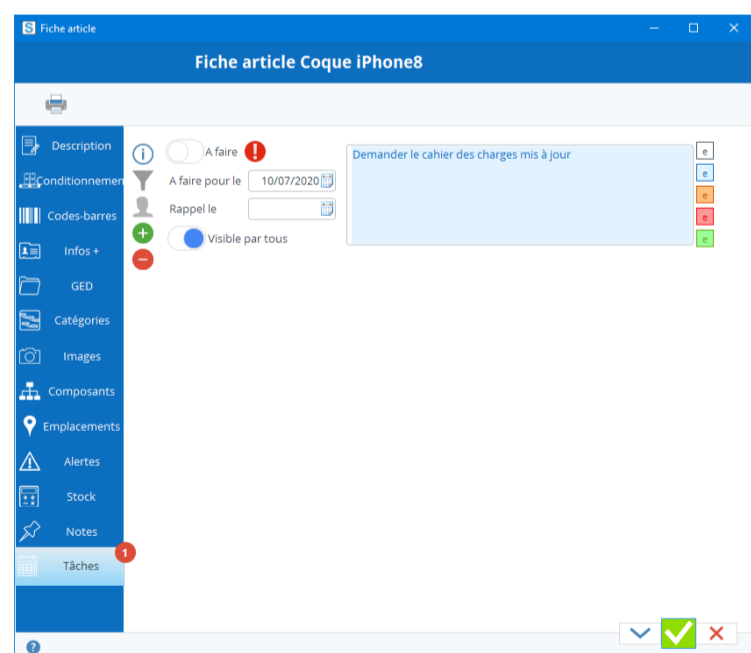 S Fiche article
Fiche article Coque iPhone8
Description
Conditionnemen
Codes-barres
Infos +
GED
Catégories
Images
Composants
Emplacements
Alertes
Stock
Notes
Tâches
1
A faire
A faire pour le 10/07/2020
Rappel le
Visible par tous
Demander le cahier des charges mis à jour
e
e
e
e
e